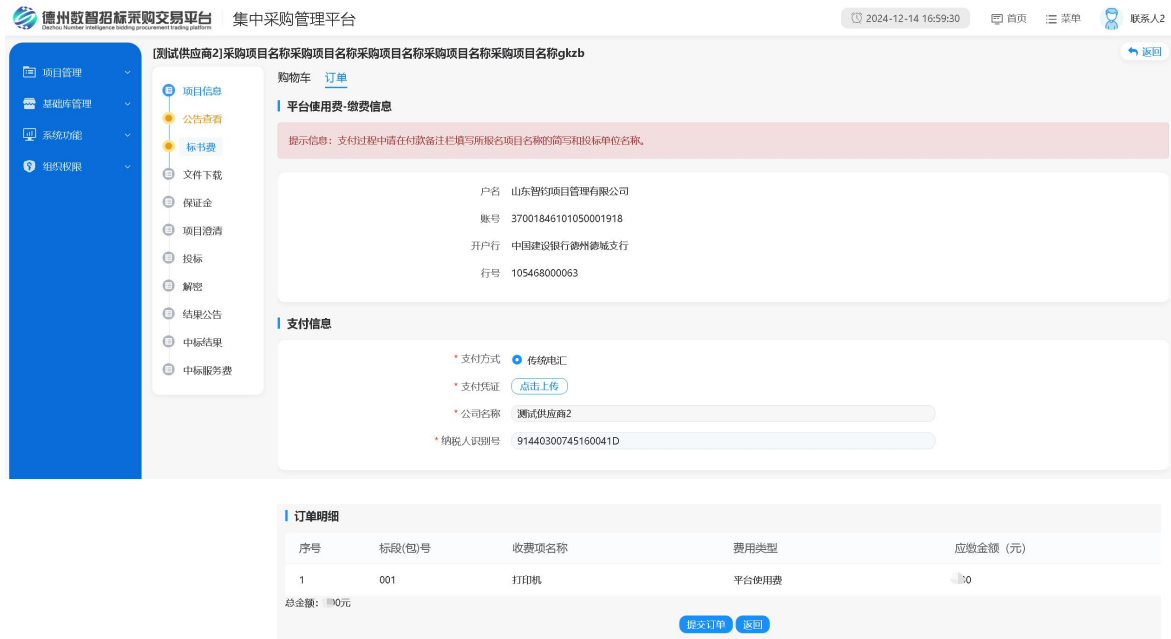 德州数智招标采购交易平台 集中采购管理平台 2024-12-14 16:59:30 首页 菜单 联系人2
Dezhou Number intelligence bidding procurement trading platform
[测试供应商2]采购项目名称采购项目名称采购项目名称采购项目名称采购项目名称gkzb 返回
项目管理
基础库管理
系统功能
组织权限
项目信息
公告查看
标书费
文件下载
保证金
项目澄清
投标
解密
结果公告
中标结果
中标服务费
购物车 订单
平台使用费-缴费信息
提示信息：支付过程中请在付款备注栏填写所报名项目名称的简写和投标单位名称。
户名 山东智钧项目管理有限公司
账号 37001846101050001918
开户行 中国建设银行德州德城支行
行号 105468000063
支付信息
* 支付方式 传统电汇
* 支付凭证 点击上传
* 公司名称 测试供应商2
* 纳税人识别号 91440300745160041D
订单明细
序号 标段(包)号 收费项名称 费用类型 应缴金额（元）
1 001 打印机 平台使用费
总金额：
提交订单 返回